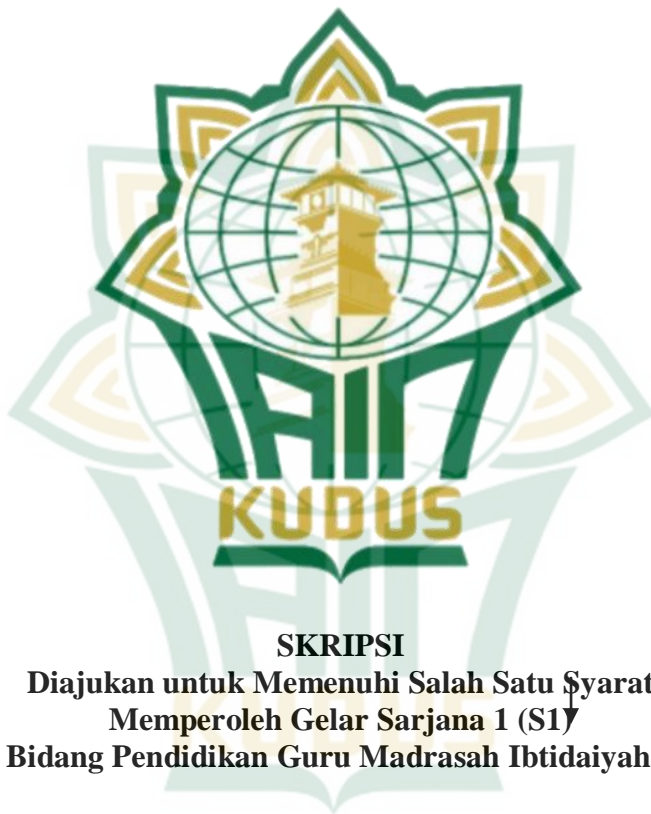 IAIN
KUDUS
SKRIPSI
Diajukan untuk Memenuhi Salah Satu Syarat
Memperoleh Gelar Sarjana 1 (S1)
Bidang Pendidikan Guru Madrasah Ibtidaiyah